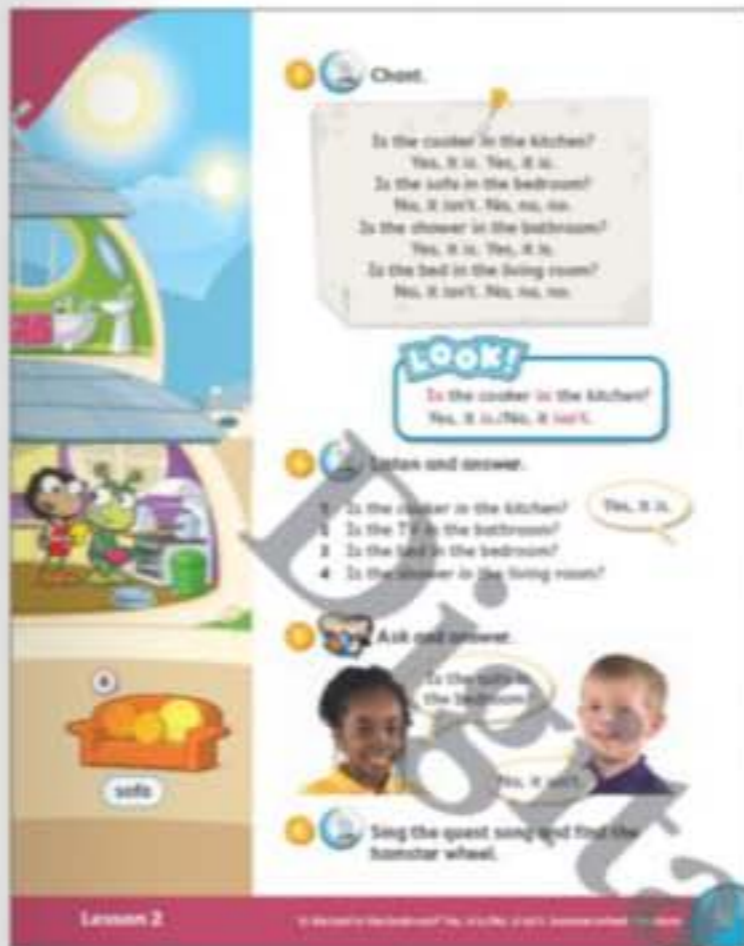 Chant.
Is the cooker in the kitchen?
Yes, it is. Yes, it is.
Is the sofa in the bedroom?
No, it isn't. No, no, no.
Is the shower in the bathroom?
Yes, it is. Yes, it is.
Is the bed in the living room?
No, it isn't. No, no, no.
LOOK!
Is the cooker in the kitchen?
Yes, it is./No, it isn't.
Listen and answer.
1 Is the cooker in the kitchen?
2 Is the TV in the bathroom?
3 Is the bed in the bedroom?
4 Is the shower in the living room?
Yes, it is.
Ask and answer.
Is the sofa in
the bedroom?
No, it isn't.
Sing the quest song and find the
hamster wheel.
sofa
Lesson 2
Digita